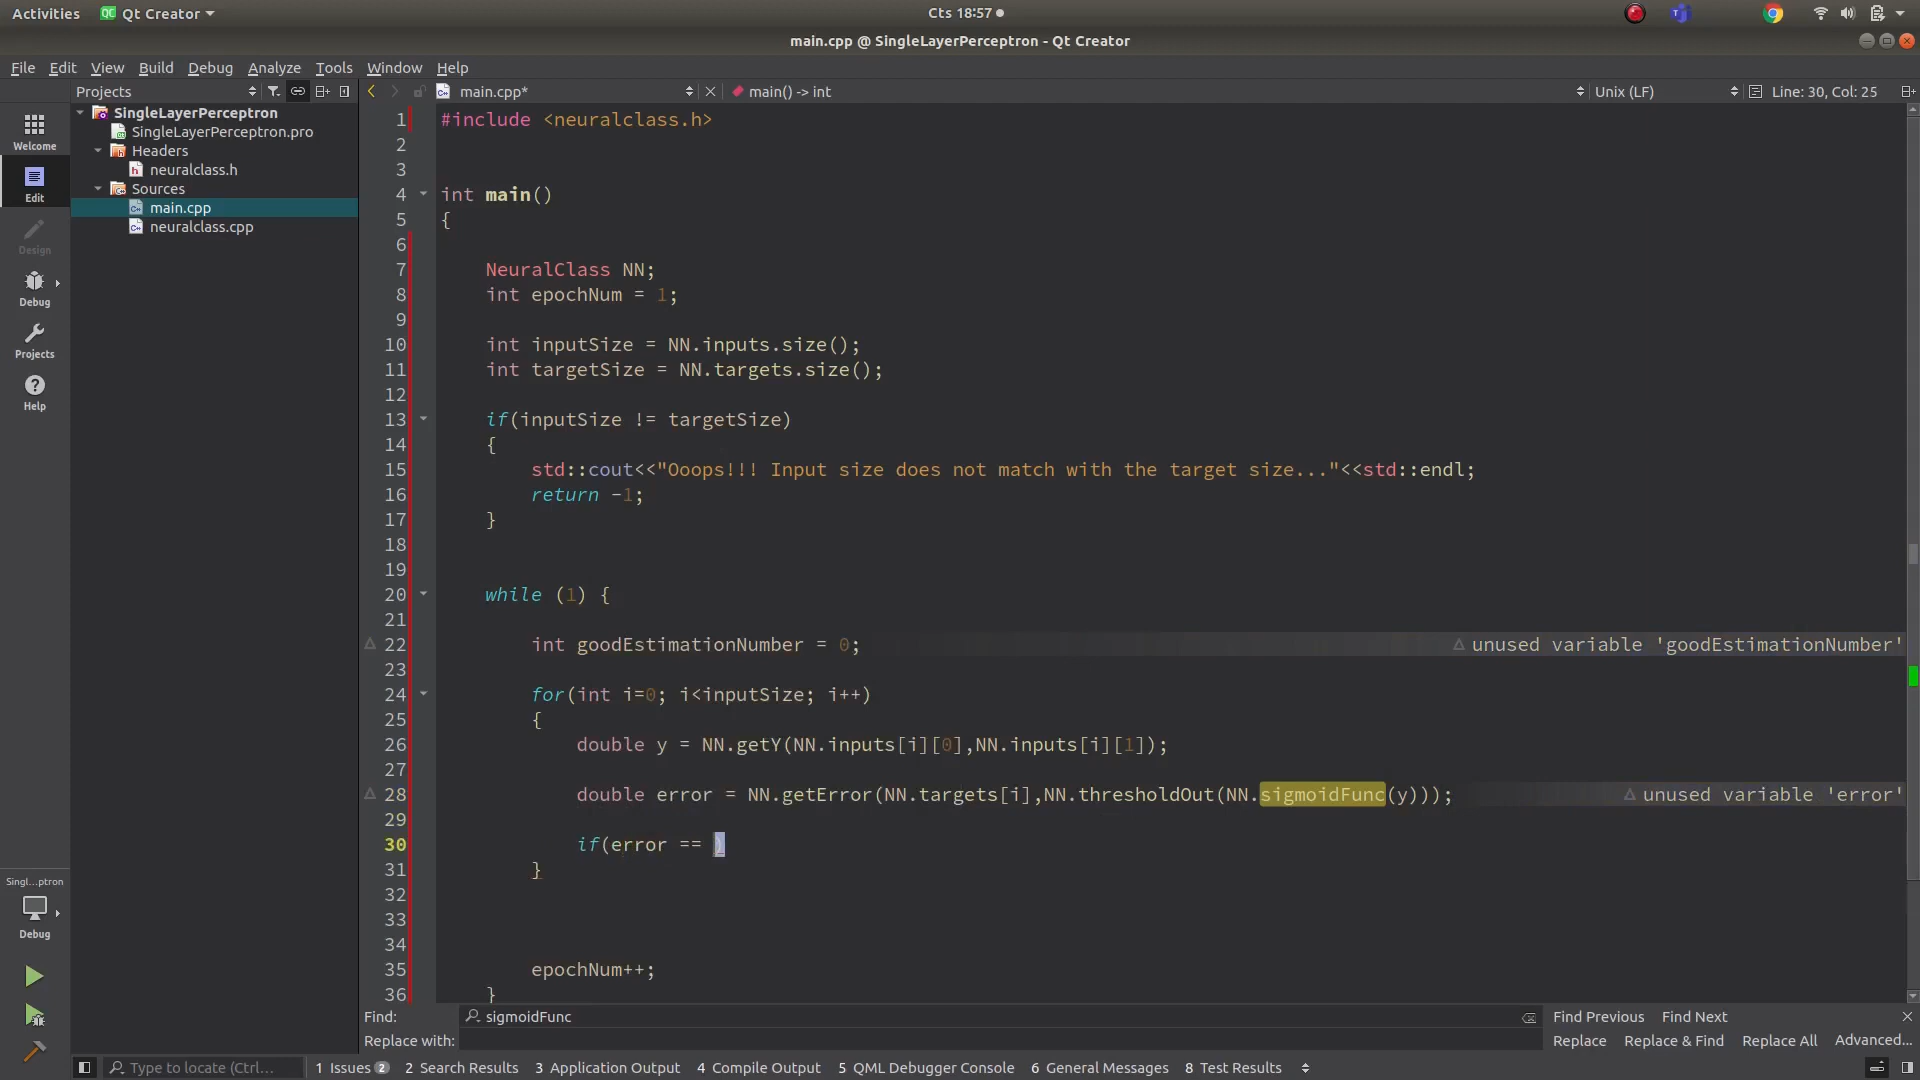 Activities Qt Creator Cts 18:57
main.cpp @ SingleLayerPerceptron - Qt Creator
File Edit View Build Debug Analyze Tools Window Help
Projects main.cpp* main() -> int Unix (LF) Line: 30, Col: 25
Welcome
Edit
Design
Debug
Projects
Help
SingleLayerPerceptron
SingleLayerPerceptron.pro
Headers
neuralclass.h
Sources
main.cpp
neuralclass.cpp
1 #include <neuralclass.h>
2
3
4 int main()
5 {
6
7 NeuralClass NN;
8 int epochNum = 1;
9
10 int inputSize = NN.inputs.size();
11 int targetSize = NN.targets.size();
12
13 if(inputSize != targetSize)
14 {
15 std::cout<<"Ooops!!! Input size does not match with the target size..."<<std::endl;
16 return -1;
17 }
18
19
20 while (1) {
21
22 int goodEstimationNumber = 0; unused variable 'goodEstimationNumber'
23
24 for(int i=0; i<inputSize; i++)
25 {
26 double y = NN.getY(NN.inputs[i][0],NN.inputs[i][1]);
27
28 double error = NN.getError(NN.targets[i],NN.thresholdOut(NN.sigmoidFunc(y))); unused variable 'error'
29
30 if(error == )
31 }
32
33
34
35 epochNum++;
36 }
Singl...ptron
Debug
Find: sigmoidFunc Find Previous Find Next
Replace with: Replace Replace & Find Replace All Advanced...
Type to locate (Ctrl... 1 Issues 2 2 Search Results 3 Application Output 4 Compile Output 5 QML Debugger Console 6 General Messages 8 Test Results